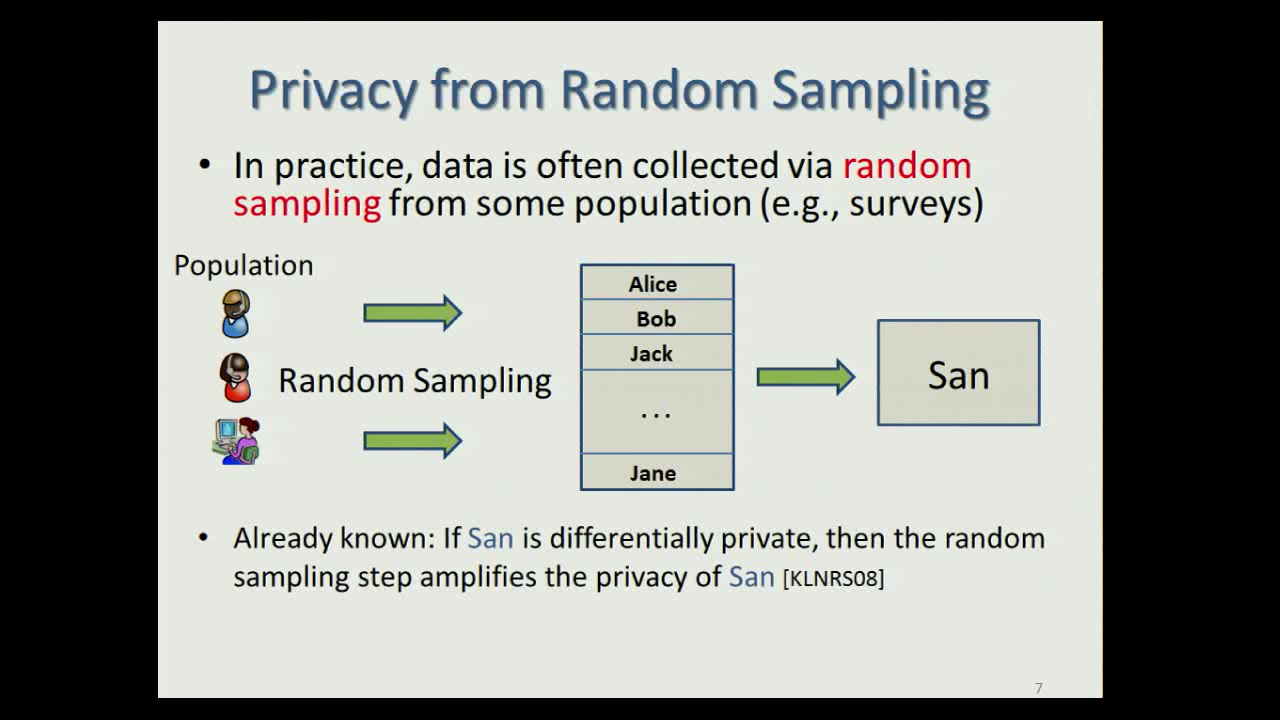 Privacy from Random Sampling
• In practice, data is often collected via random
sampling from some population (e.g., surveys)
Population
Random Sampling
Alice
Bob
Jack
...
Jane
San
• Already known: If San is differentially private, then the random
sampling step amplifies the privacy of San [KLNRS08]
7